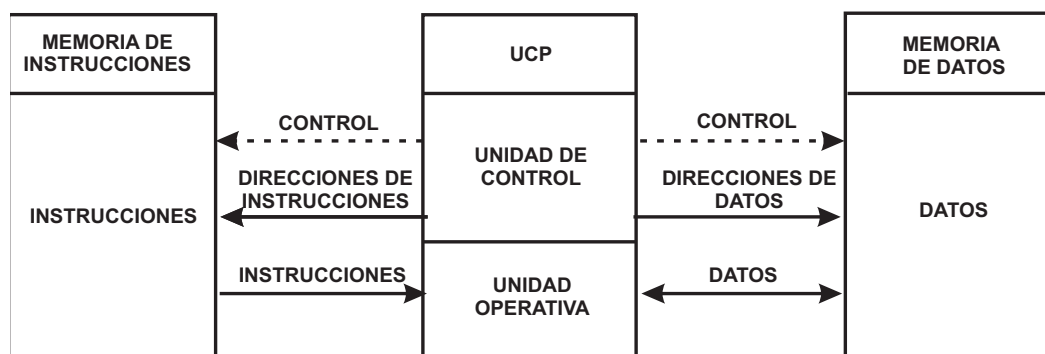 MEMORIA DE
INSTRUCCIONES
UCP
MEMORIA
DE DATOS
CONTROL
CONTROL
UNIDAD DE
CONTROL
DIRECCIONES DE
INSTRUCCIONES
DIRECCIONES DE
DATOS
INSTRUCCIONES
DATOS
INSTRUCCIONES
DATOS
UNIDAD
OPERATIVA